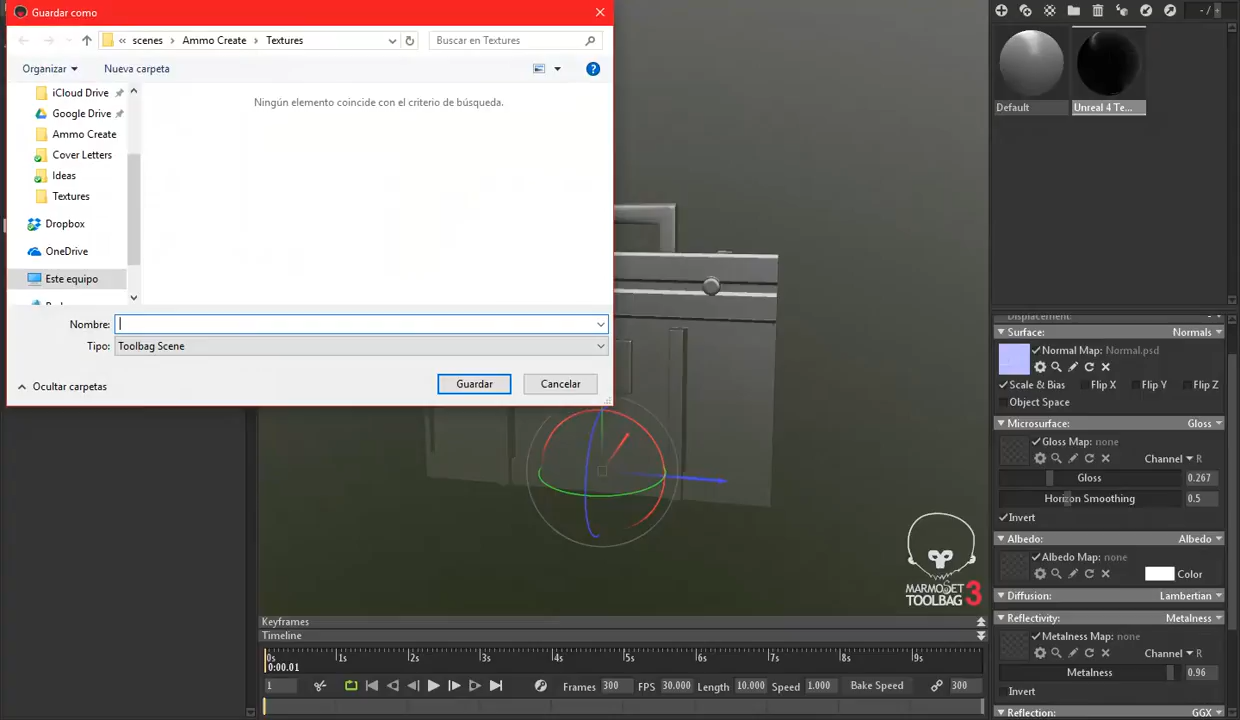 Guardar como
« scenes › Ammo Create › Textures
Buscar en Textures
Organizar
Nueva carpeta
iCloud Drive
Google Drive
Ammo Create
Cover Letters
Ideas
Textures
Dropbox
OneDrive
Este equipo
Ningún elemento coincide con el criterio de búsqueda.
Nombre:
Tipo: Toolbag Scene
Ocultar carpetas
Guardar
Cancelar
- / +
Default
Unreal 4 Te...
Displacement:
Surface: Normals
Normal Map: Normal.psd
Scale & Bias Flip X Flip Y Flip Z
Object Space
Microsurface: Gloss
Gloss Map: none
Channel R
Gloss 0.267
Horizon Smoothing 0.5
Invert
Albedo: Albedo
Albedo Map: none
Color
Diffusion: Lambertian
Reflectivity: Metalness
Metalness Map: none
Channel R
Metalness 0.96
Invert
Reflection: GGX
MARMOSET
TOOLBAG 3
Keyframes
Timeline
0s 1s 2s 3s 4s 5s 6s 7s 8s 9s
0:00.01
1
Frames 300 FPS 30.000 Length 10.000 Speed 1.000 Bake Speed 300